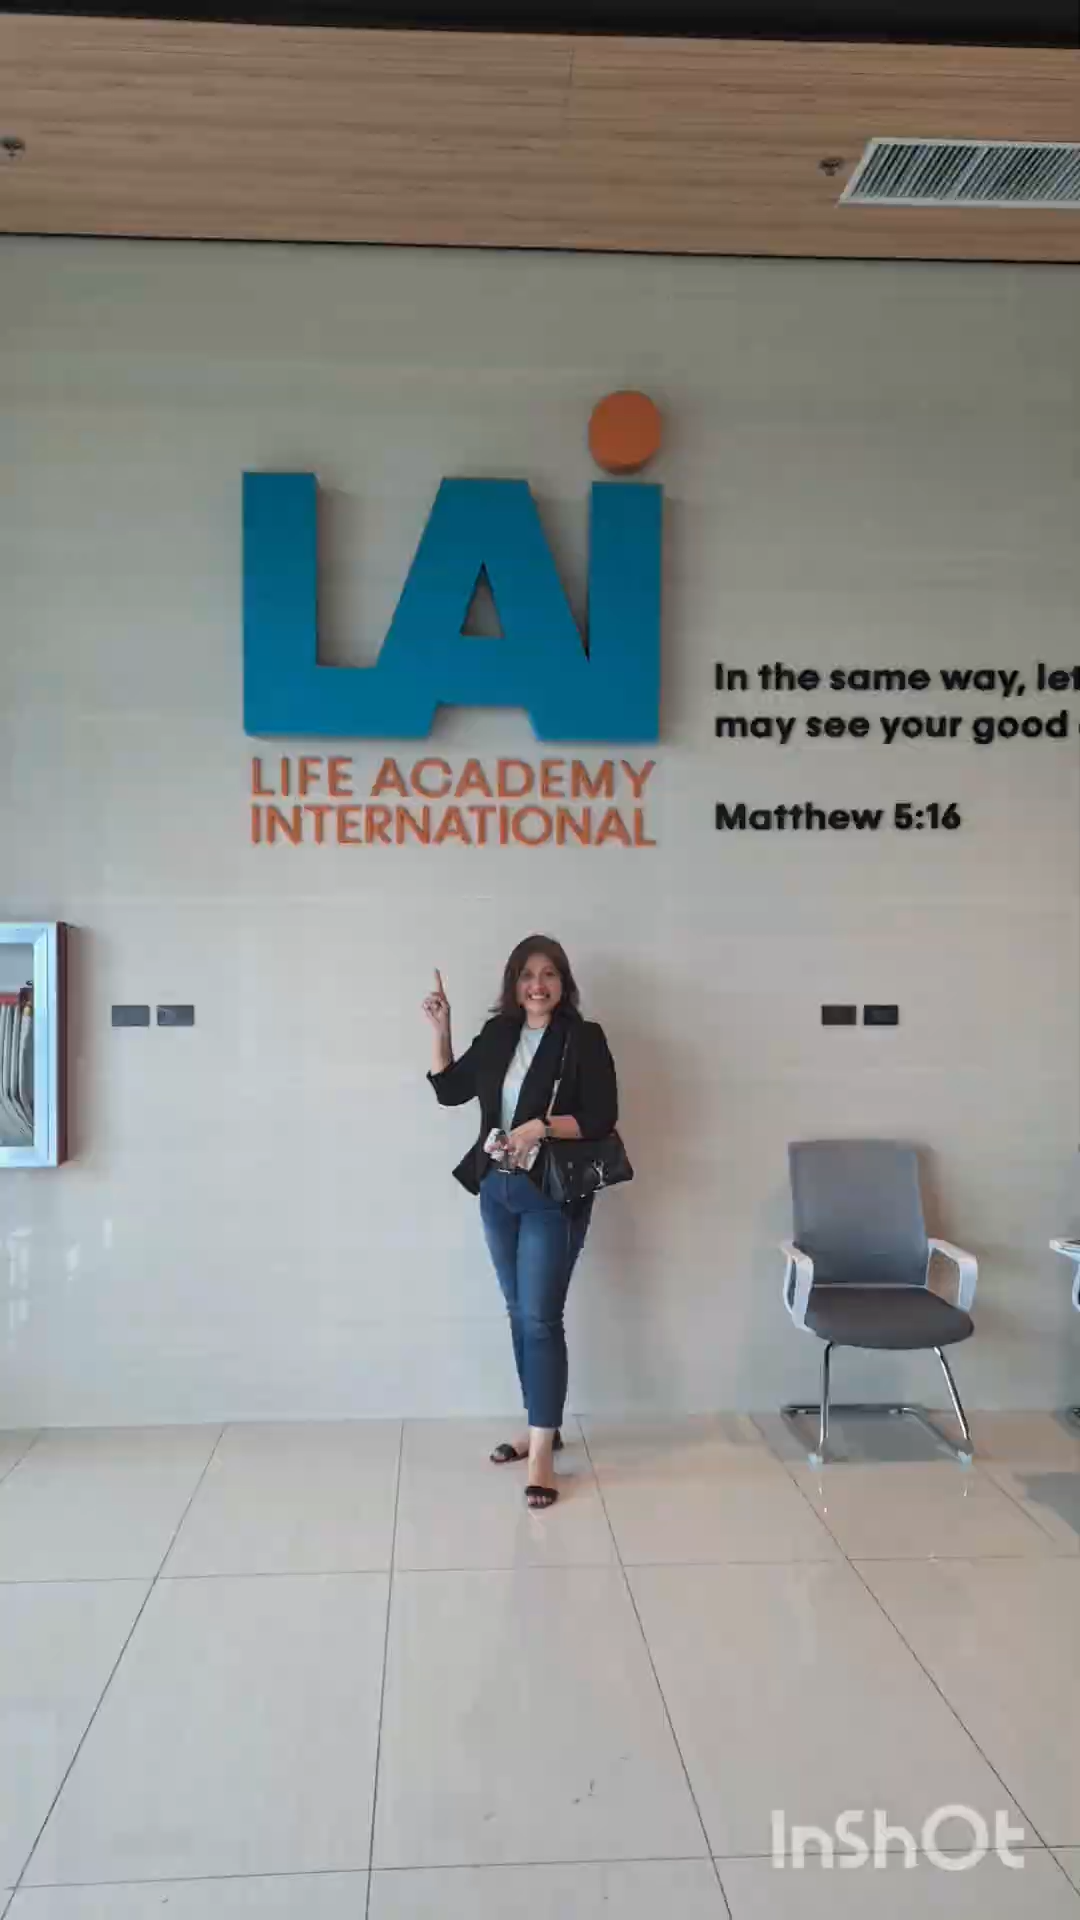 LAi
LIFE ACADEMY
INTERNATIONAL
In the same way, let
may see your good
Matthew 5:16
InShOt